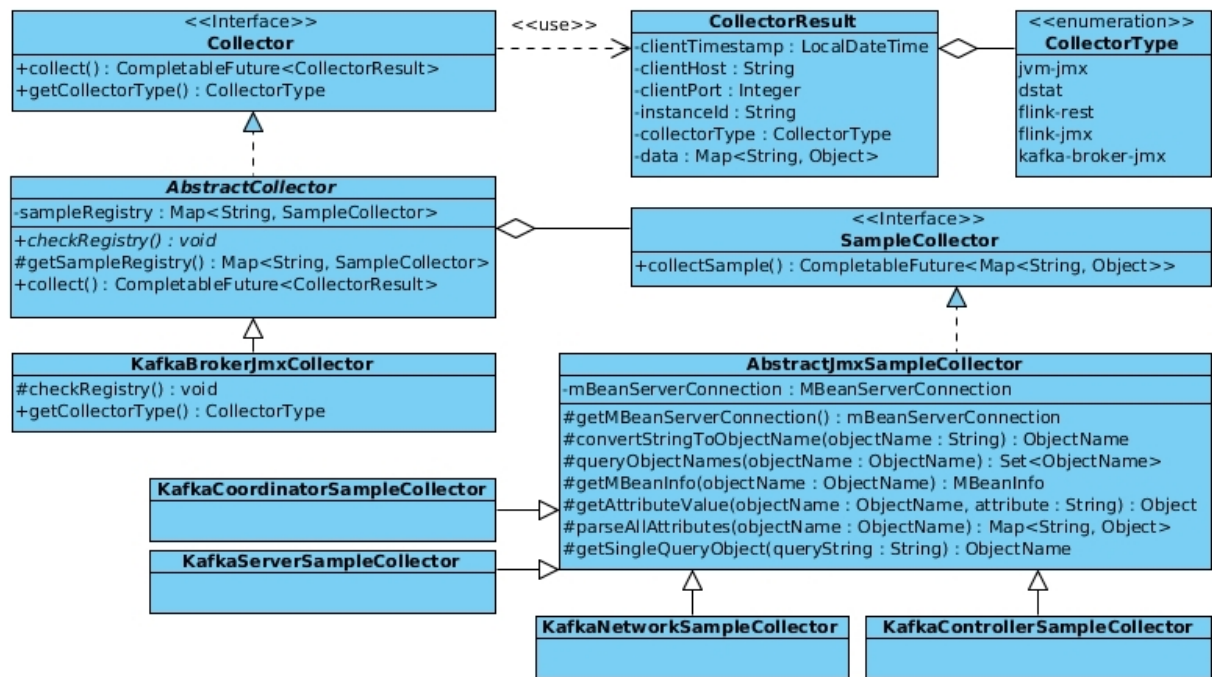 <<Interface>>
Collector
+collect() : CompletableFuture<CollectorResult>
+getCollectorType() : CollectorType
<<use>>
CollectorResult
-clientTimestamp : LocalDateTime
-clientHost : String
-clientPort : Integer
-instanceId : String
-collectorType : CollectorType
-data : Map<String, Object>
<<enumeration>>
CollectorType
jvm-jmx
dstat
flink-rest
flink-jmx
kafka-broker-jmx
AbstractCollector
-sampleRegistry : Map<String, SampleCollector>
+checkRegistry() : void
#getSampleRegistry() : Map<String, SampleCollector>
+collect() : CompletableFuture<CollectorResult>
<<Interface>>
SampleCollector
+collectSample() : CompletableFuture<Map<String, Object>>
KafkaBrokerJmxCollector
#checkRegistry() : void
+getCollectorType() : CollectorType
AbstractJmxSampleCollector
-mBeanServerConnection : MBeanServerConnection
#getMBeanServerConnection() : mBeanServerConnection
#convertStringToObjectName(objectName : String) : ObjectName
#queryObjectNames(objectName : ObjectName) : Set<ObjectName>
#getMBeanInfo(objectName : ObjectName) : MBeanInfo
#getAttributeValue(objectName : ObjectName, attribute : String) : Object
#parseAllAttributes(objectName : ObjectName) : Map<String, Object>
#getSingleQueryObject(queryString : String) : ObjectName
KafkaCoordinatorSampleCollector
KafkaServerSampleCollector
KafkaNetworkSampleCollector
KafkaControllerSampleCollector